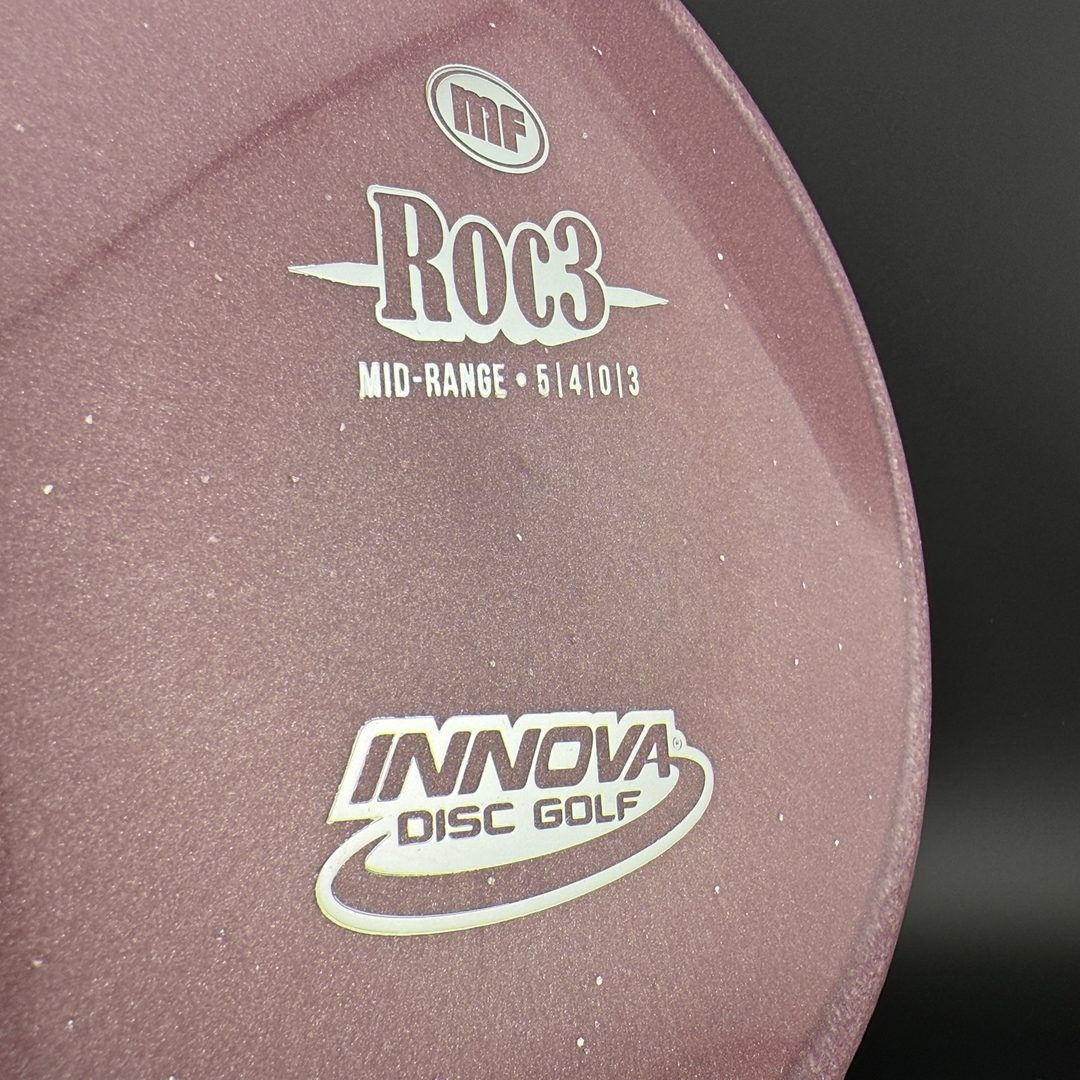 MF
Roc3
MID-RANGE • 5|4|0|3
INNOVA®
DISC GOLF